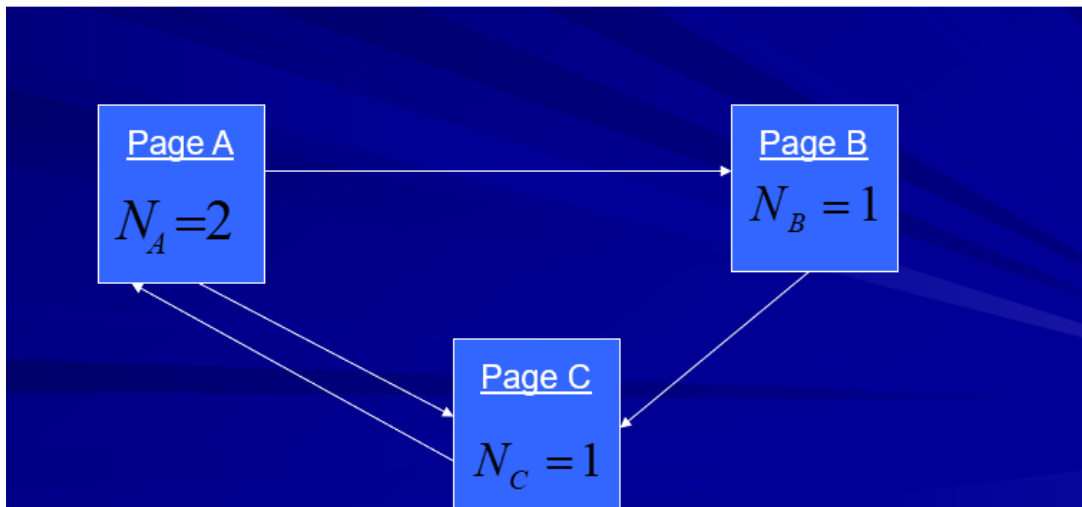 Page A
N_A=2
Page B
N_B = 1
Page C
N_C = 1